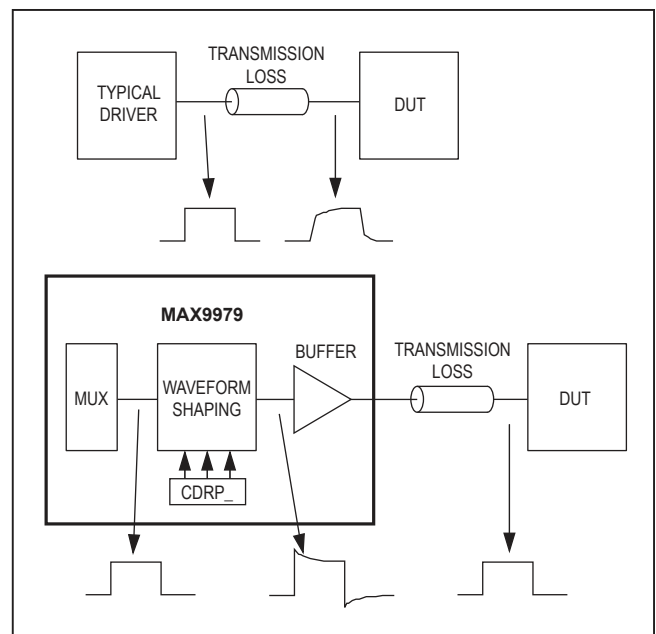 TRANSMISSION
LOSS
TYPICAL
DRIVER
DUT
MAX9979
BUFFER
TRANSMISSION
LOSS
MUX
WAVEFORM
SHAPING
DUT
CDRP_